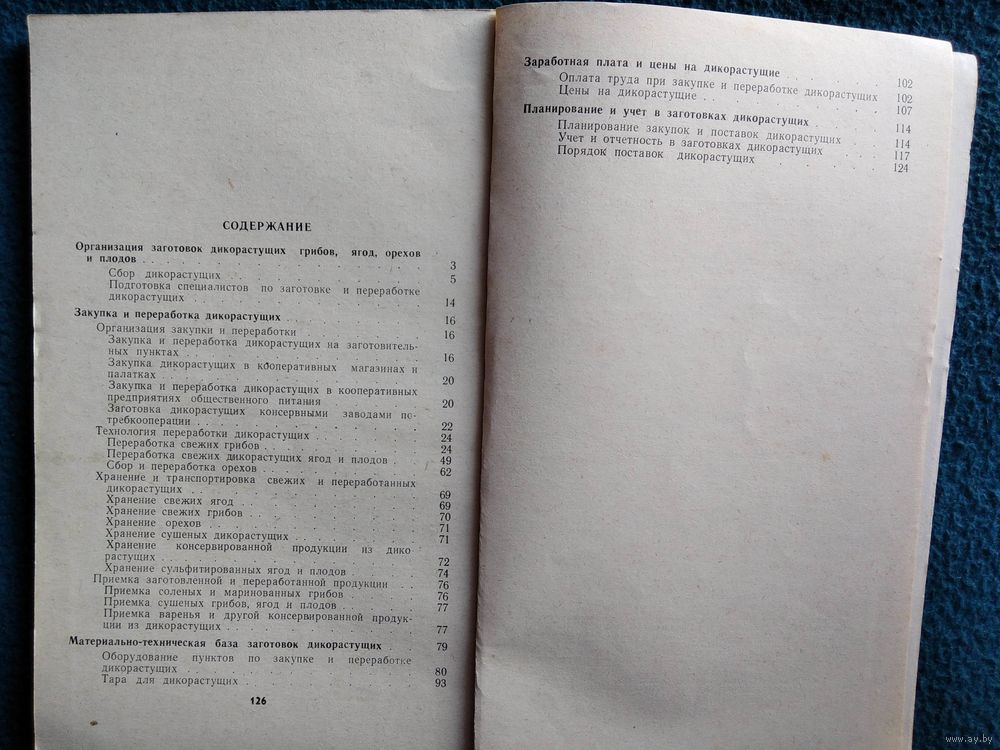 СОДЕРЖАНИЕ
Организация заготовок дикорастущих грибов, ягод, орехов
и плодов . . . . . . . . . . . . . . 3
Сбор дикорастущих . . . . . . . . . . . 5
Подготовка специалистов по заготовке и переработке
дикорастущих . . . . . . . . . . . . . 14
Закупка и переработка дикорастущих . . . . . . . . 16
Организация закупки и переработки . . . . . . . . 16
Закупка и переработка дикорастущих на заготовитель-
ных пунктах . . . . . . . . . . . . . 16
Закупка дикорастущих в кооперативных магазинах и
палатках . . . . . . . . . . . . . . 20
Закупка и переработка дикорастущих в кооперативных
предприятиях общественного питания . . . . . . 20
Заготовка дикорастущих консервными заводами по-
требкооперации . . . . . . . . . . . . 22
Технология переработки дикорастущих . . . . . . . 24
Переработка свежих грибов . . . . . . . . . 24
Переработка свежих дикорастущих ягод и плодов . . 49
Сбор и переработка орехов . . . . . . . . . 62
Хранение и транспортировка свежих и переработанных
дикорастущих . . . . . . . . . . . . . 69
Хранение свежих ягод . . . . . . . . . . 69
Хранение свежих грибов . . . . . . . . . . 70
Хранение орехов . . . . . . . . . . . . 71
Хранение сушеных дикорастущих . . . . . . . 71
Хранение консервированной продукции из дико
растущих . . . . . . . . . . . . . . 72
Хранение сульфитированных ягод и плодов . . . . 74
Приемка заготовленной и переработанной продукции . . 76
Приемка соленых и маринованных грибов . . . . . 76
Приемка сушеных грибов, ягод и плодов . . . . . 77
Приемка варенья и другой консервированной продук-
ции из дикорастущих . . . . . . . . . . 77
Материально-техническая база заготовок дикорастущих . . 79
Оборудование пунктов по закупке и переработке
дикорастущих . . . . . . . . . . . . . 80
Тара для дикорастущих . . . . . . . . . . 93
126
Заработная плата и цены на дикорастущие . . . . . . 102
Оплата труда при закупке и переработке дикорастущих 102
Цены на дикорастущие . . . . . . . . . . 107
Планирование и учет в заготовках дикорастущих . . . . 114
Планирование закупок и поставок дикорастущих . . . 114
Учет и отчетность в заготовках дикорастущих . . . 117
Порядок поставок дикорастущих . . . . . . . 124
www.ay.by